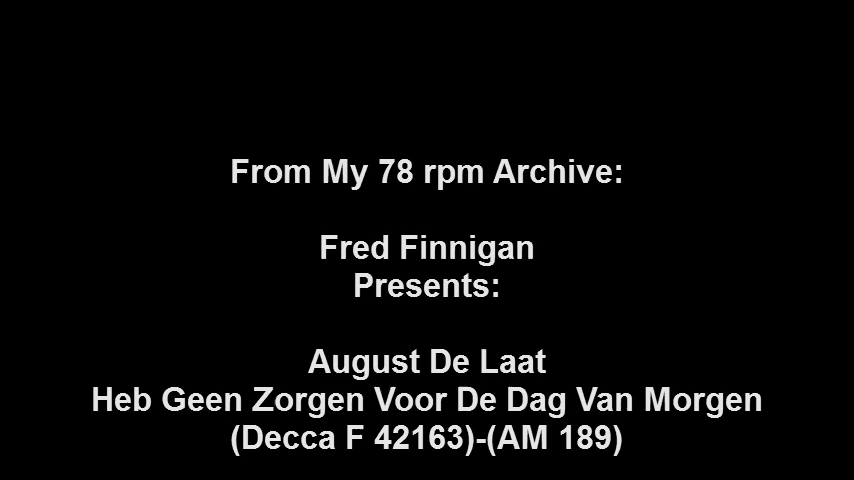 From My 78 rpm Archive:
Fred Finnigan
Presents:
August De Laat
Heb Geen Zorgen Voor De Dag Van Morgen
(Decca F 42163)-(AM 189)